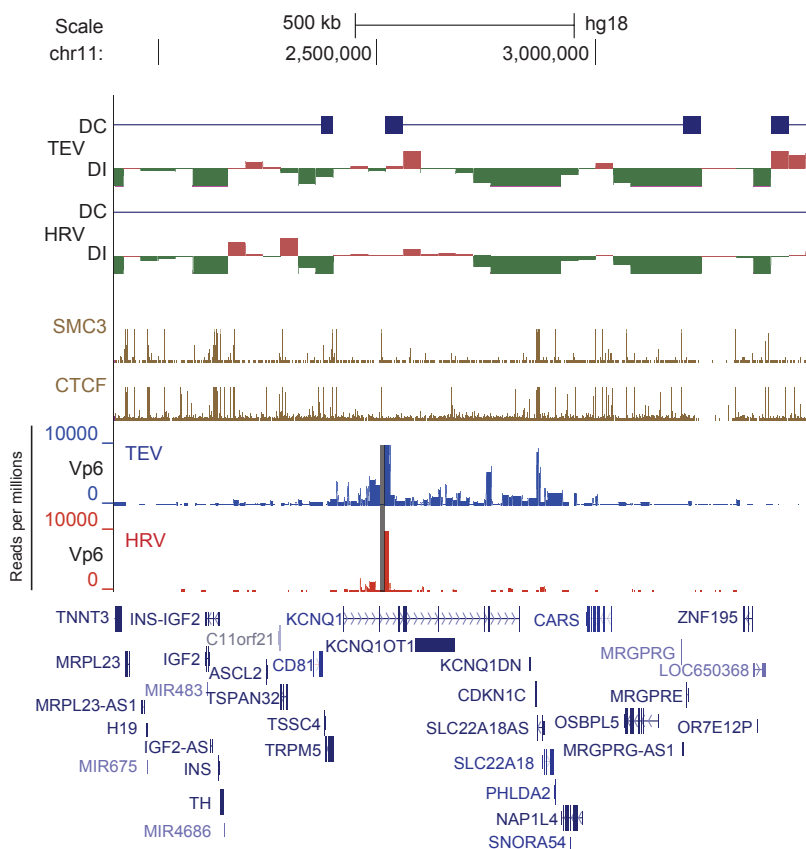 Scale 500 kb hg18
chr11: 2,500,000 3,000,000
DC
TEV
DI
DC
HRV
DI
SMC3
CTCF
Reads per millions
10000 TEV
Vp6
0
10000 HRV
Vp6
0
TNNT3 INS-IGF2 KCNQ1 CARS ZNF195
C11orf21 KCNQ1OT1 MRGPRG
MRPL23 IGF2 ASCL2 CD81 KCNQ1DN LOC650368
MIR483 TSPAN32 CDKN1C MRGPRE
MRPL23-AS1
H19 TSSC4 SLC22A18AS OSBPL5 OR7E12P
IGF2-AS TRPM5 MRGPRG-AS1
MIR675 INS SLC22A18
PHLDA2
TH NAP1L4
MIR4686 SNORA54